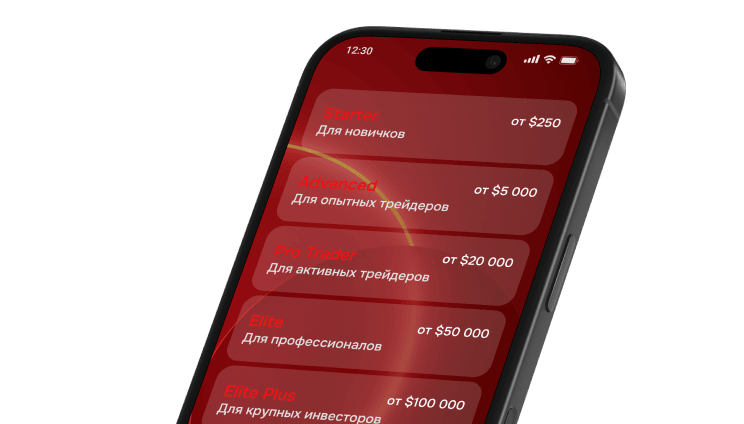 12:30
Starter
Для новичков
от $250
Advanced
Для опытных трейдеров
от $5 000
Pro Trader
Для активных трейдеров
от $20 000
Elite
Для профессионалов
от $50 000
Elite Plus
Для крупных инвесторов
от $100 000